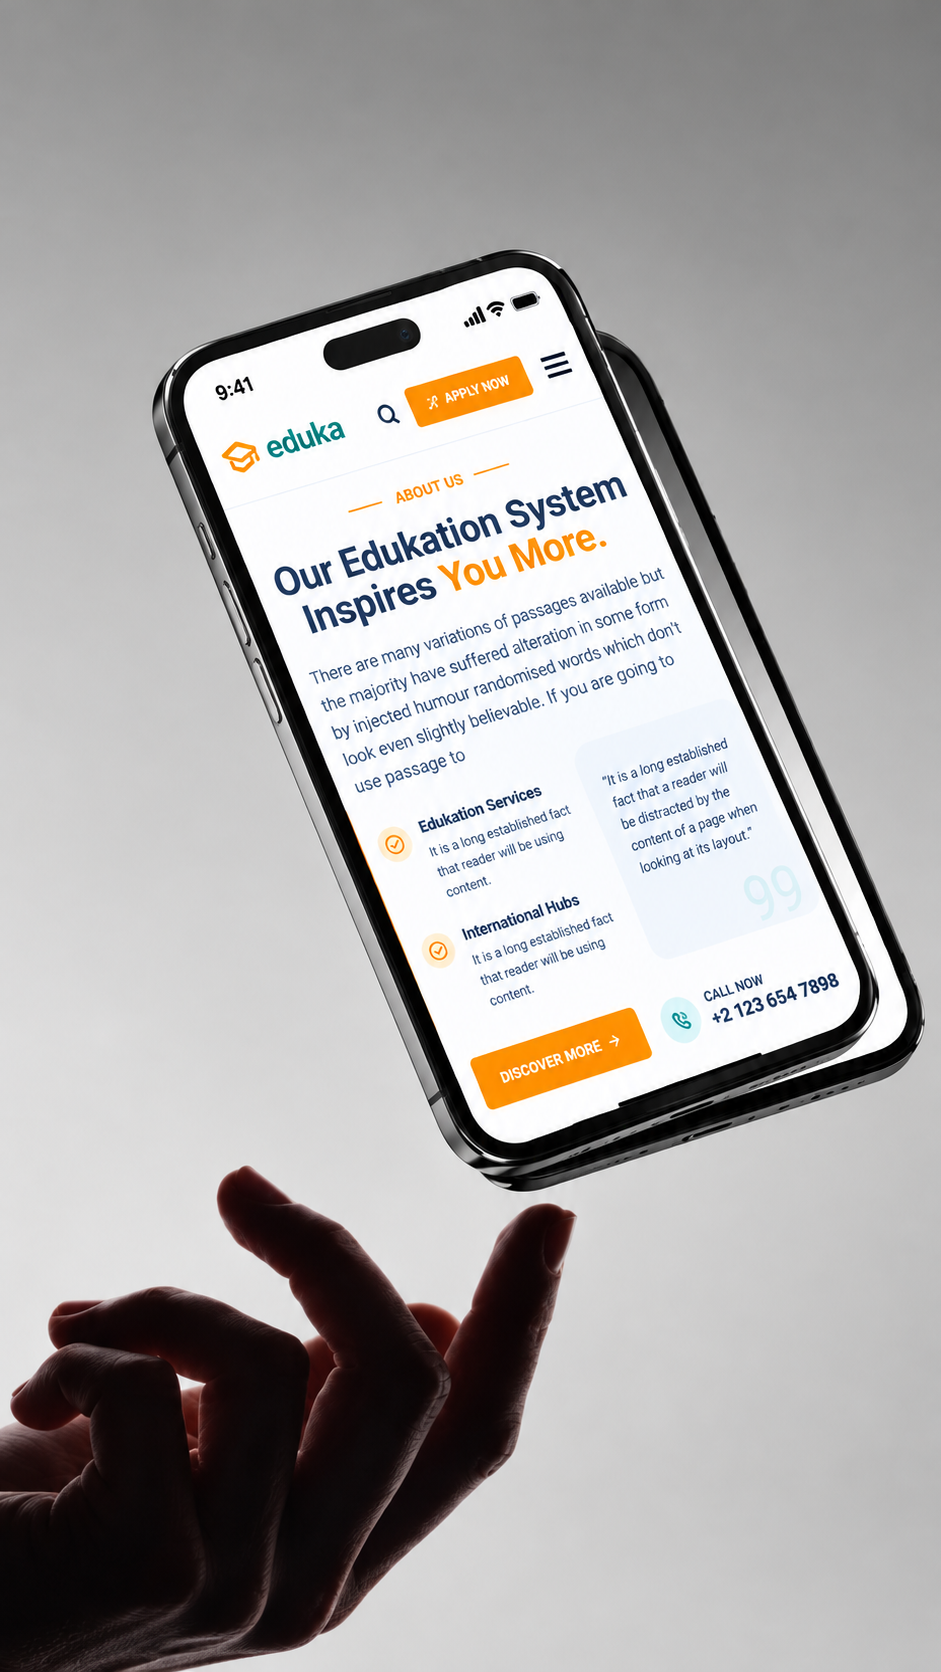 9:41
eduka
APPLY NOW
ABOUT US
Our Edukation System
Inspires You More.
There are many variations of passages available but
the majority have suffered alteration in some form
by injected humour randomised words which don't
look even slightly believable. If you are going to
use passage to
Edukation Services
It is a long established fact
that reader will be using
content.
International Hubs
It is a long established fact
that reader will be using
content.
“It is a long established
fact that a reader will
be distracted by the
content of a page when
looking at its layout.”
DISCOVER MORE →
CALL NOW
+2 123 654 7898